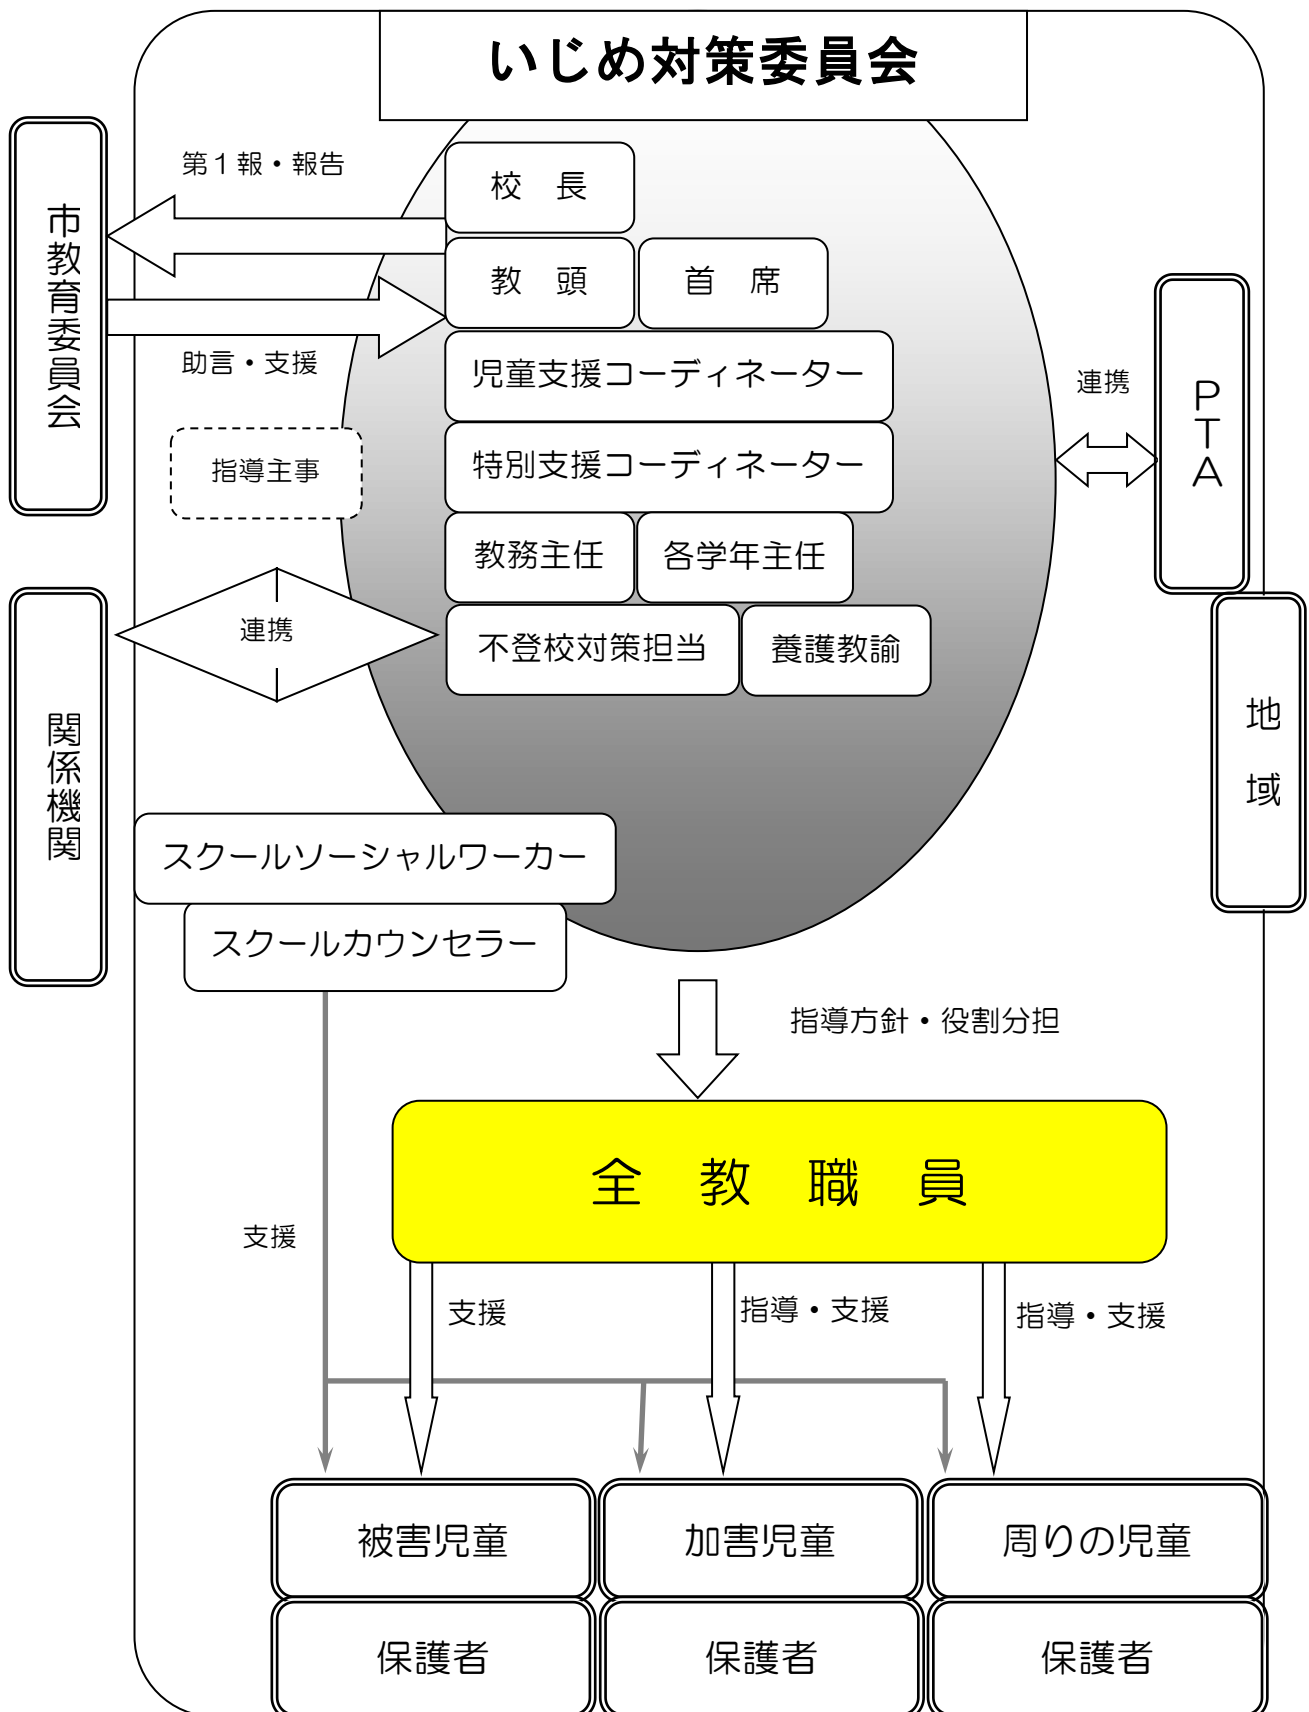 いじめ対策委員会
第１報・報告
校　長
市教育委員会
教　頭
首　席
助言・支援
児童支援コーディネーター
連携
PTA
指導主事
特別支援コーディネーター
教務主任
各学年主任
連携
不登校対策担当
養護教諭
関係機関
地　域
スクールソーシャルワーカー
スクールカウンセラー
指導方針・役割分担
全　教　職　員
支援
支援
指導・支援
指導・支援
被害児童
加害児童
周りの児童
保護者
保護者
保護者